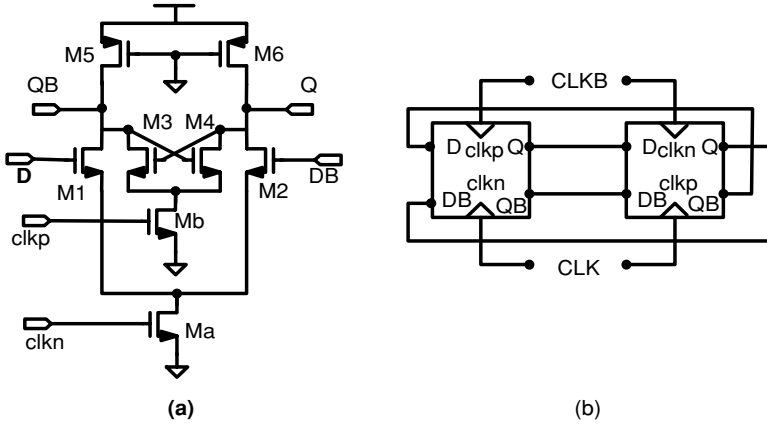 M5
M6
QB
Q
M3
M4
D
M1
M2
DB
clkp
Mb
clkn
Ma
(a)
CLKB
D
clkp
Q
clkn
DB
QB
D
clkn
Q
clkp
DB
QB
CLK
(b)